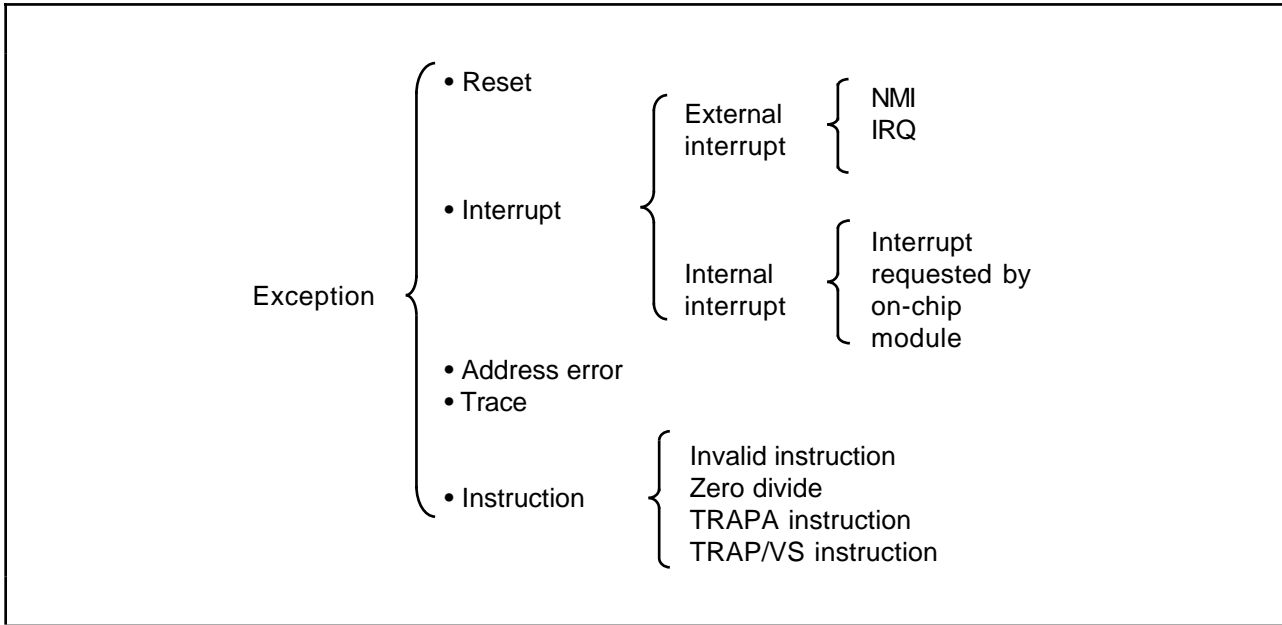 • Reset
External
interrupt
NMI
IRQ
• Interrupt
Internal
interrupt
Interrupt
requested by
on-chip
module
Exception
• Address error
• Trace
• Instruction
Invalid instruction
Zero divide
TRAPA instruction
TRAP/VS instruction